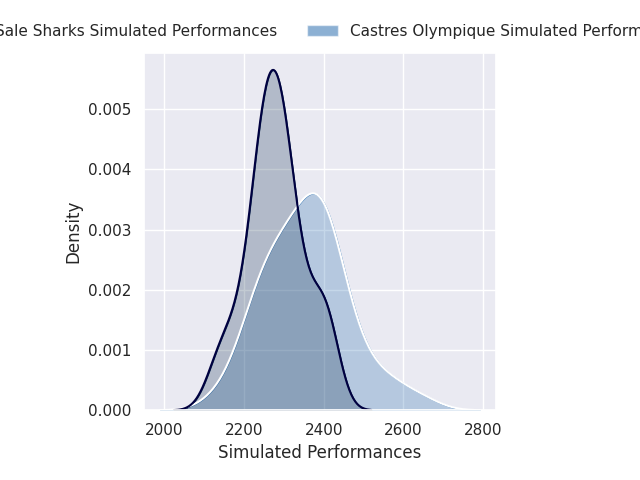 Sale Sharks Simulated Performances
Castres Olympique Simulated Perform
0.005
0.004
0.003
0.002
0.001
0.000
Density
2000 2200 2400 2600 2800
Simulated Performances